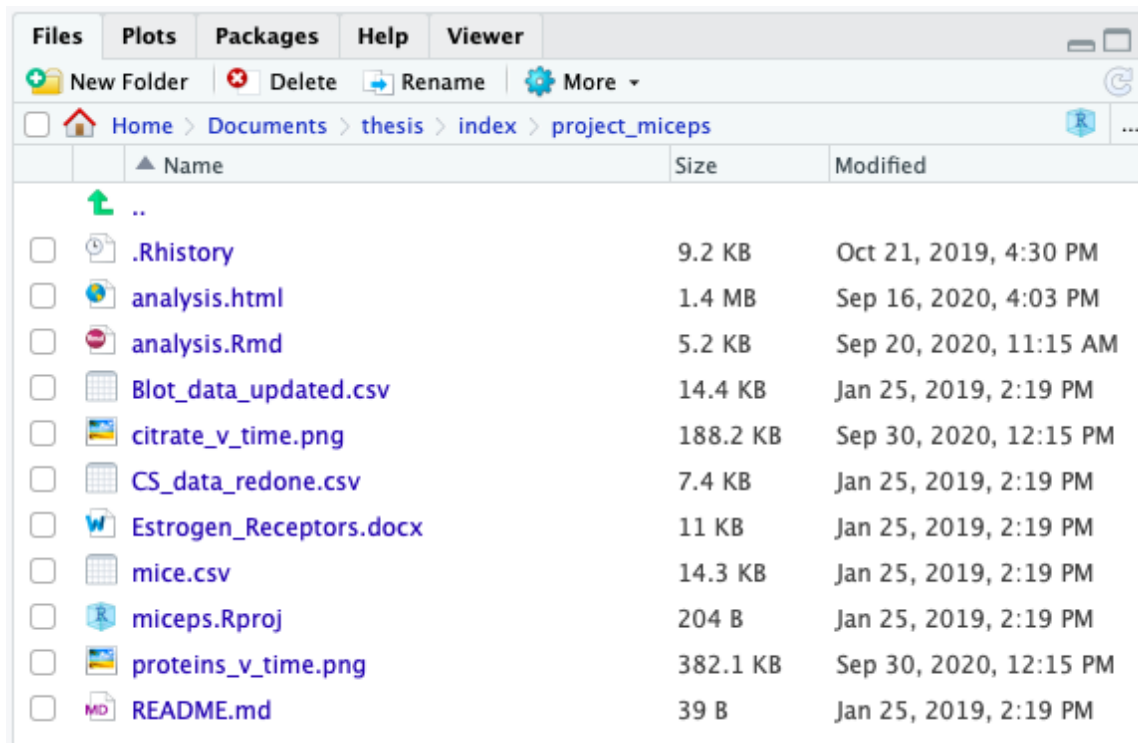 Files Plots Packages Help Viewer
New Folder Delete Rename More
Home > Documents > thesis > index > project_miceps R ...
Name Size Modified
..
.Rhistory 9.2 KB Oct 21, 2019, 4:30 PM
analysis.html 1.4 MB Sep 16, 2020, 4:03 PM
analysis.Rmd 5.2 KB Sep 20, 2020, 11:15 AM
Blot_data_updated.csv 14.4 KB Jan 25, 2019, 2:19 PM
citrate_v_time.png 188.2 KB Sep 30, 2020, 12:15 PM
CS_data_redone.csv 7.4 KB Jan 25, 2019, 2:19 PM
W Estrogen_Receptors.docx 11 KB Jan 25, 2019, 2:19 PM
mice.csv 14.3 KB Jan 25, 2019, 2:19 PM
R miceps.Rproj 204 B Jan 25, 2019, 2:19 PM
proteins_v_time.png 382.1 KB Sep 30, 2020, 12:15 PM
MD README.md 39 B Jan 25, 2019, 2:19 PM